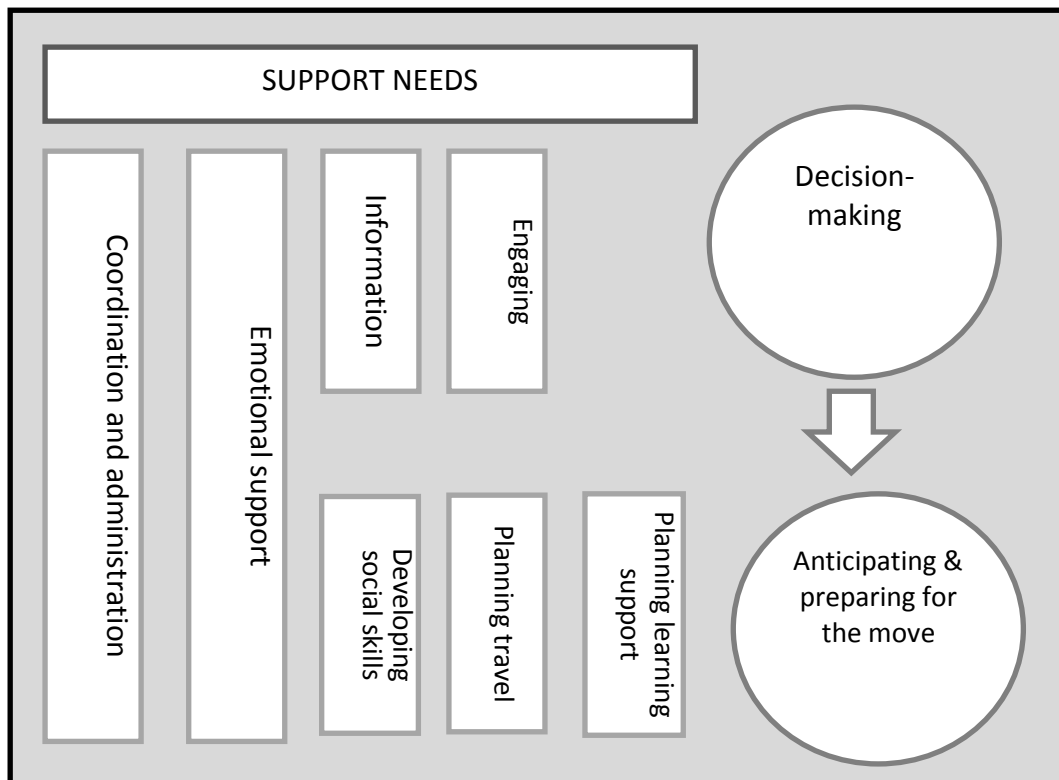 SUPPORT NEEDS
Coordination and administration
Emotional support
Information
Engaging
Decision-
making
Developing
social skills
Planning travel
Planning learning
support
Anticipating &
preparing for
the move